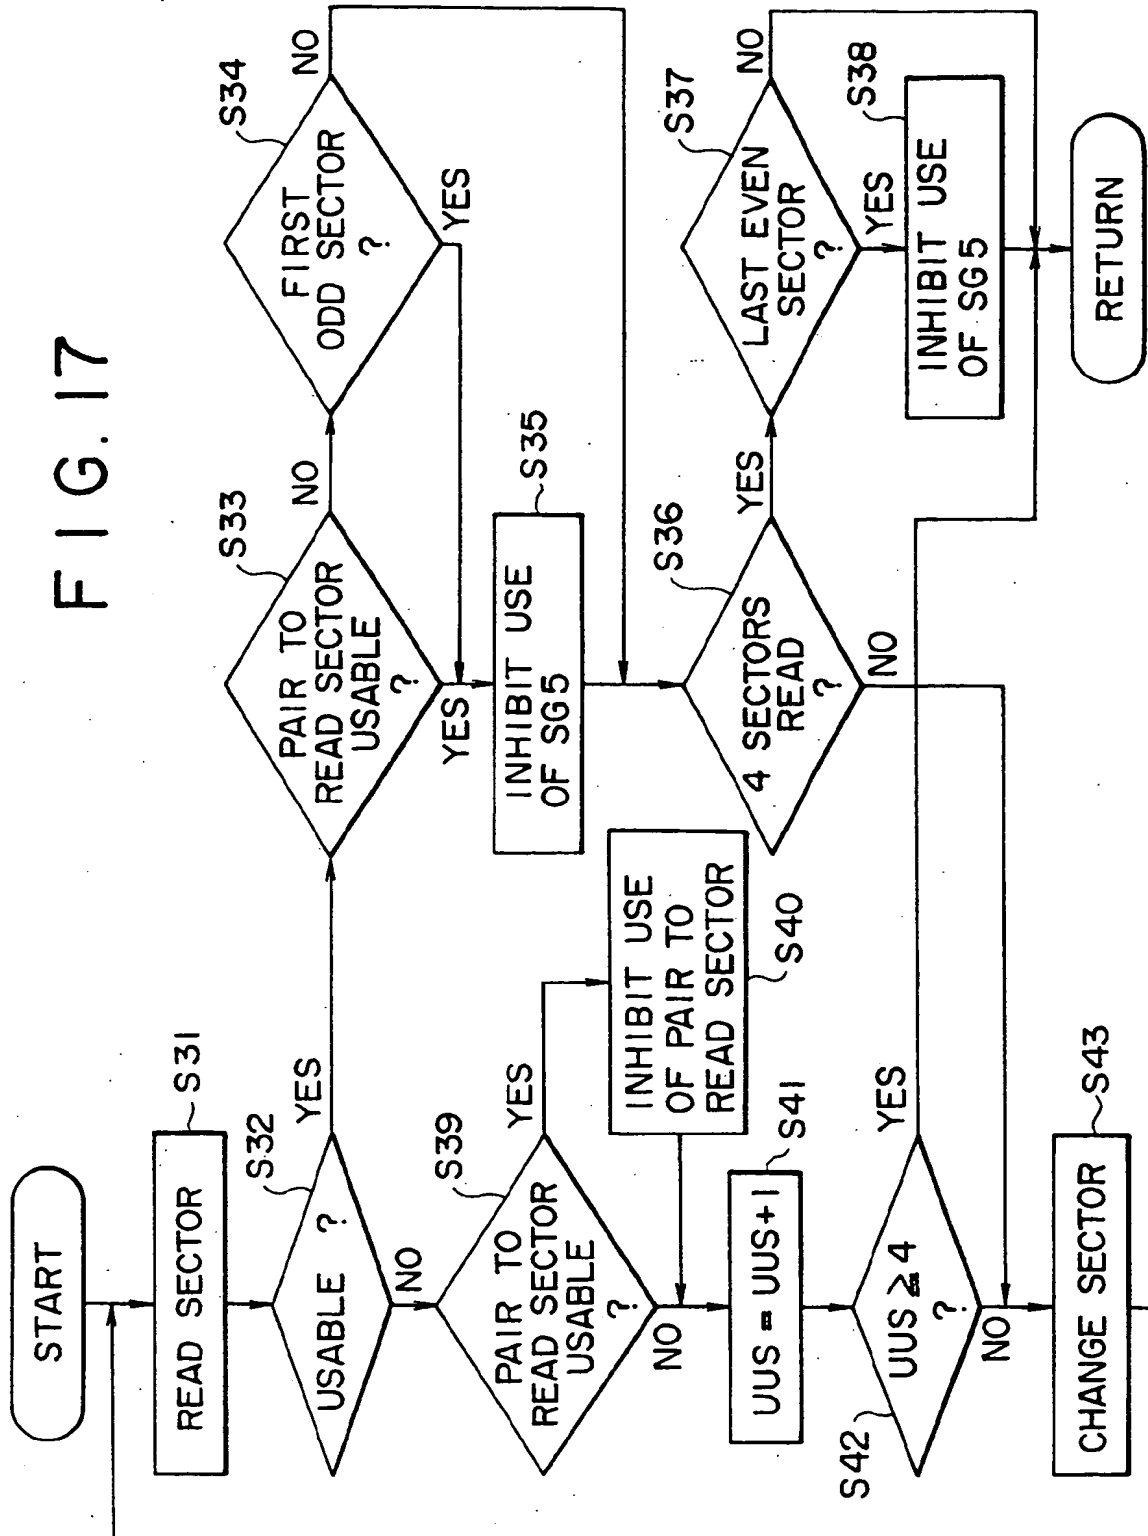 FIG. 17
START
READ SECTOR
S31
USABLE ?
S32
YES
NO
PAIR TO
READ SECTOR
USABLE
?
S33
NO
YES
FIRST
ODD SECTOR
?
S34
NO
YES
INHIBIT USE
OF SG5
S35
4 SECTORS
READ
?
S36
YES
NO
LAST EVEN
SECTOR
?
S37
NO
YES
INHIBIT USE
OF SG5
S38
RETURN
PAIR TO
READ SECTOR
USABLE
?
S39
YES
NO
INHIBIT USE
OF PAIR TO
READ SECTOR
S40
UUS = UUS+1
S41
UUS ≧ 4
?
S42
YES
NO
CHANGE SECTOR
S43